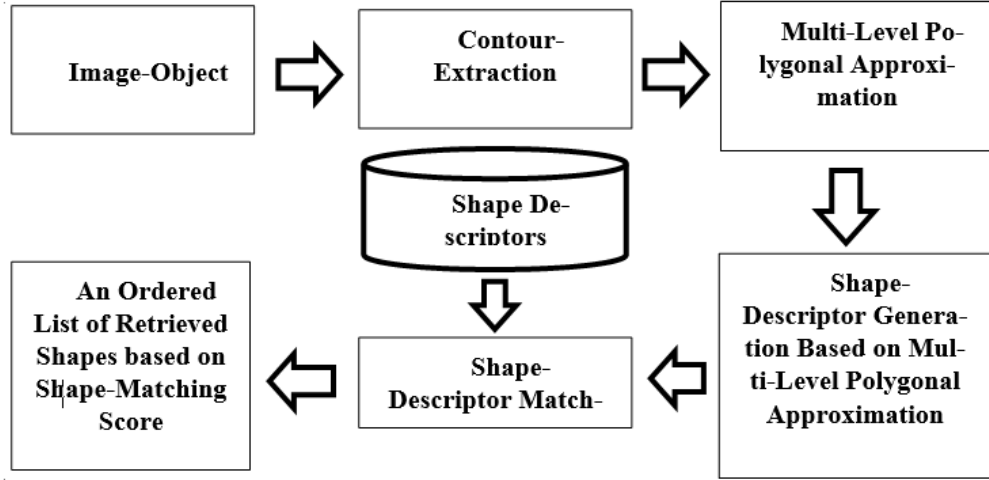 Image-Object
Contour-
Extraction
Multi-Level Po-
lygonal Approxi-
mation
Shape De-
scriptors
Shape-
Descriptor Genera-
tion Based on Mul-
ti-Level Polygonal
Approximation
Shape-
Descriptor Match-
An Ordered
List of Retrieved
Shapes based on
Shape-Matching
Score